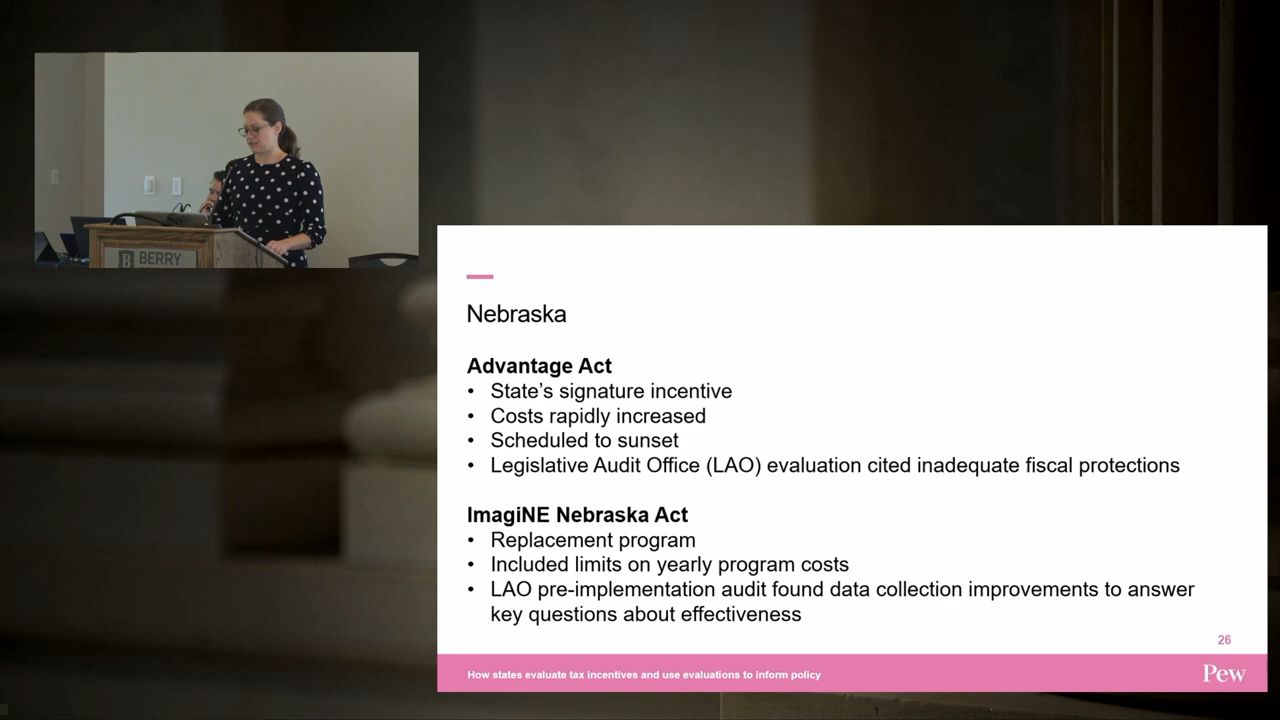 BERRY
Nebraska
Advantage Act
• State’s signature incentive
• Costs rapidly increased
• Scheduled to sunset
• Legislative Audit Office (LAO) evaluation cited inadequate fiscal protections
ImagiNE Nebraska Act
• Replacement program
• Included limits on yearly program costs
• LAO pre-implementation audit found data collection improvements to answer
key questions about effectiveness
26
How states evaluate tax incentives and use evaluations to inform policy
Pew